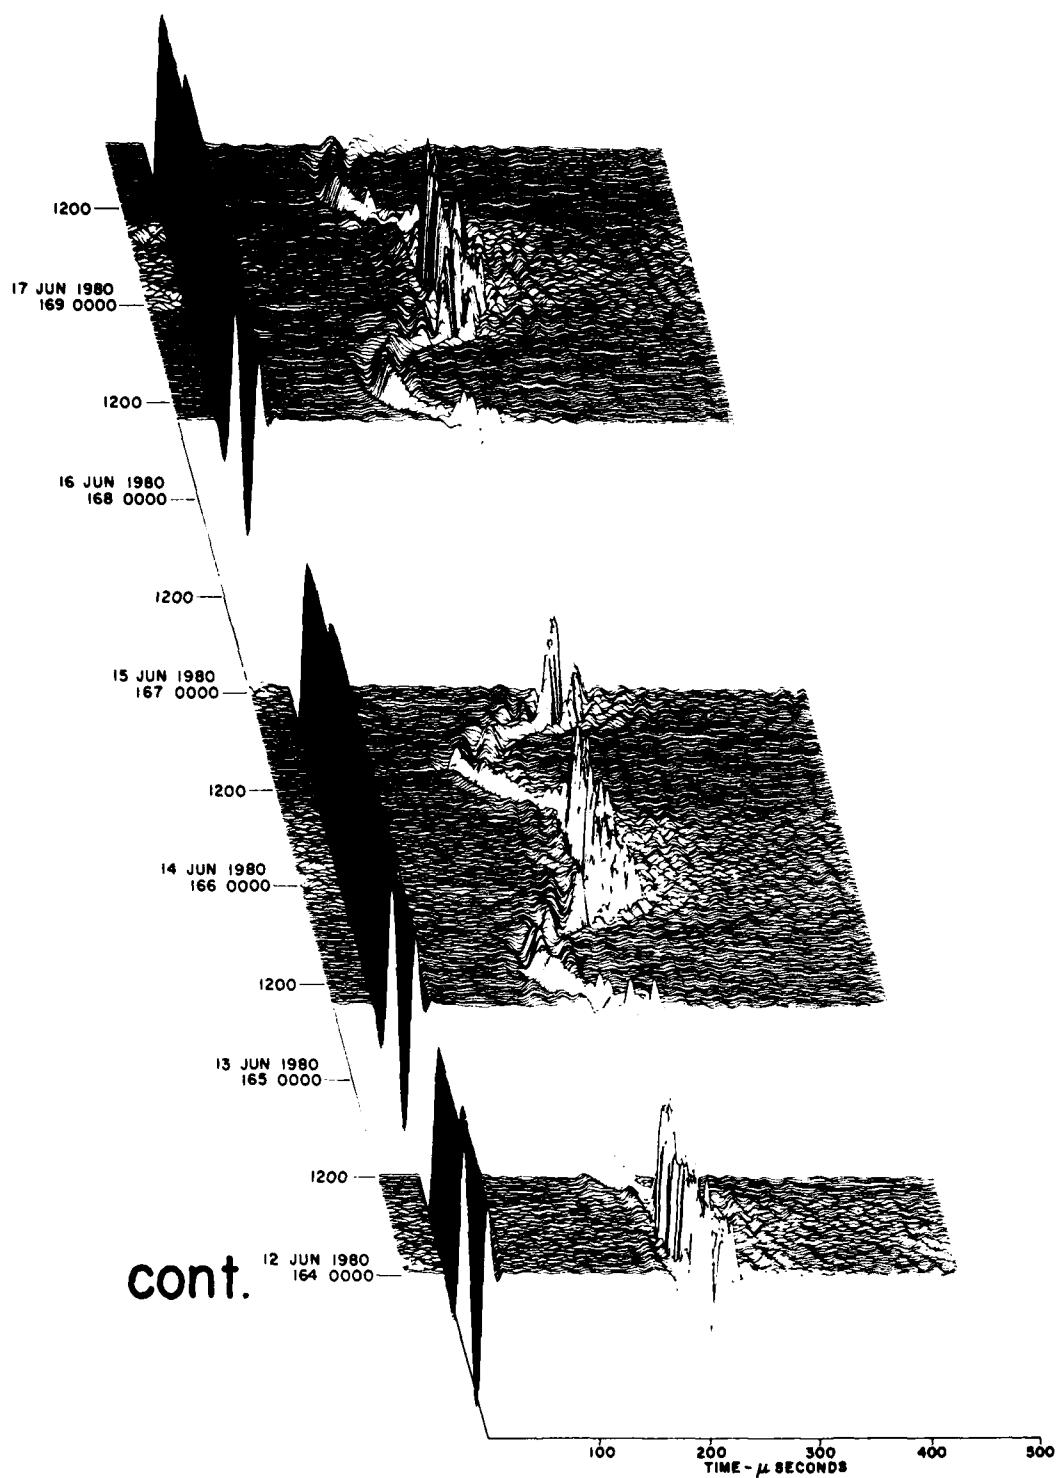 1200
17 JUN 1980
169 0000
1200
16 JUN 1980
168 0000
1200
15 JUN 1980
167 0000
1200
14 JUN 1980
166 0000
1200
13 JUN 1980
165 0000
1200
12 JUN 1980
164 0000
cont.
100 200 300 400 500
TIME - μ SECONDS